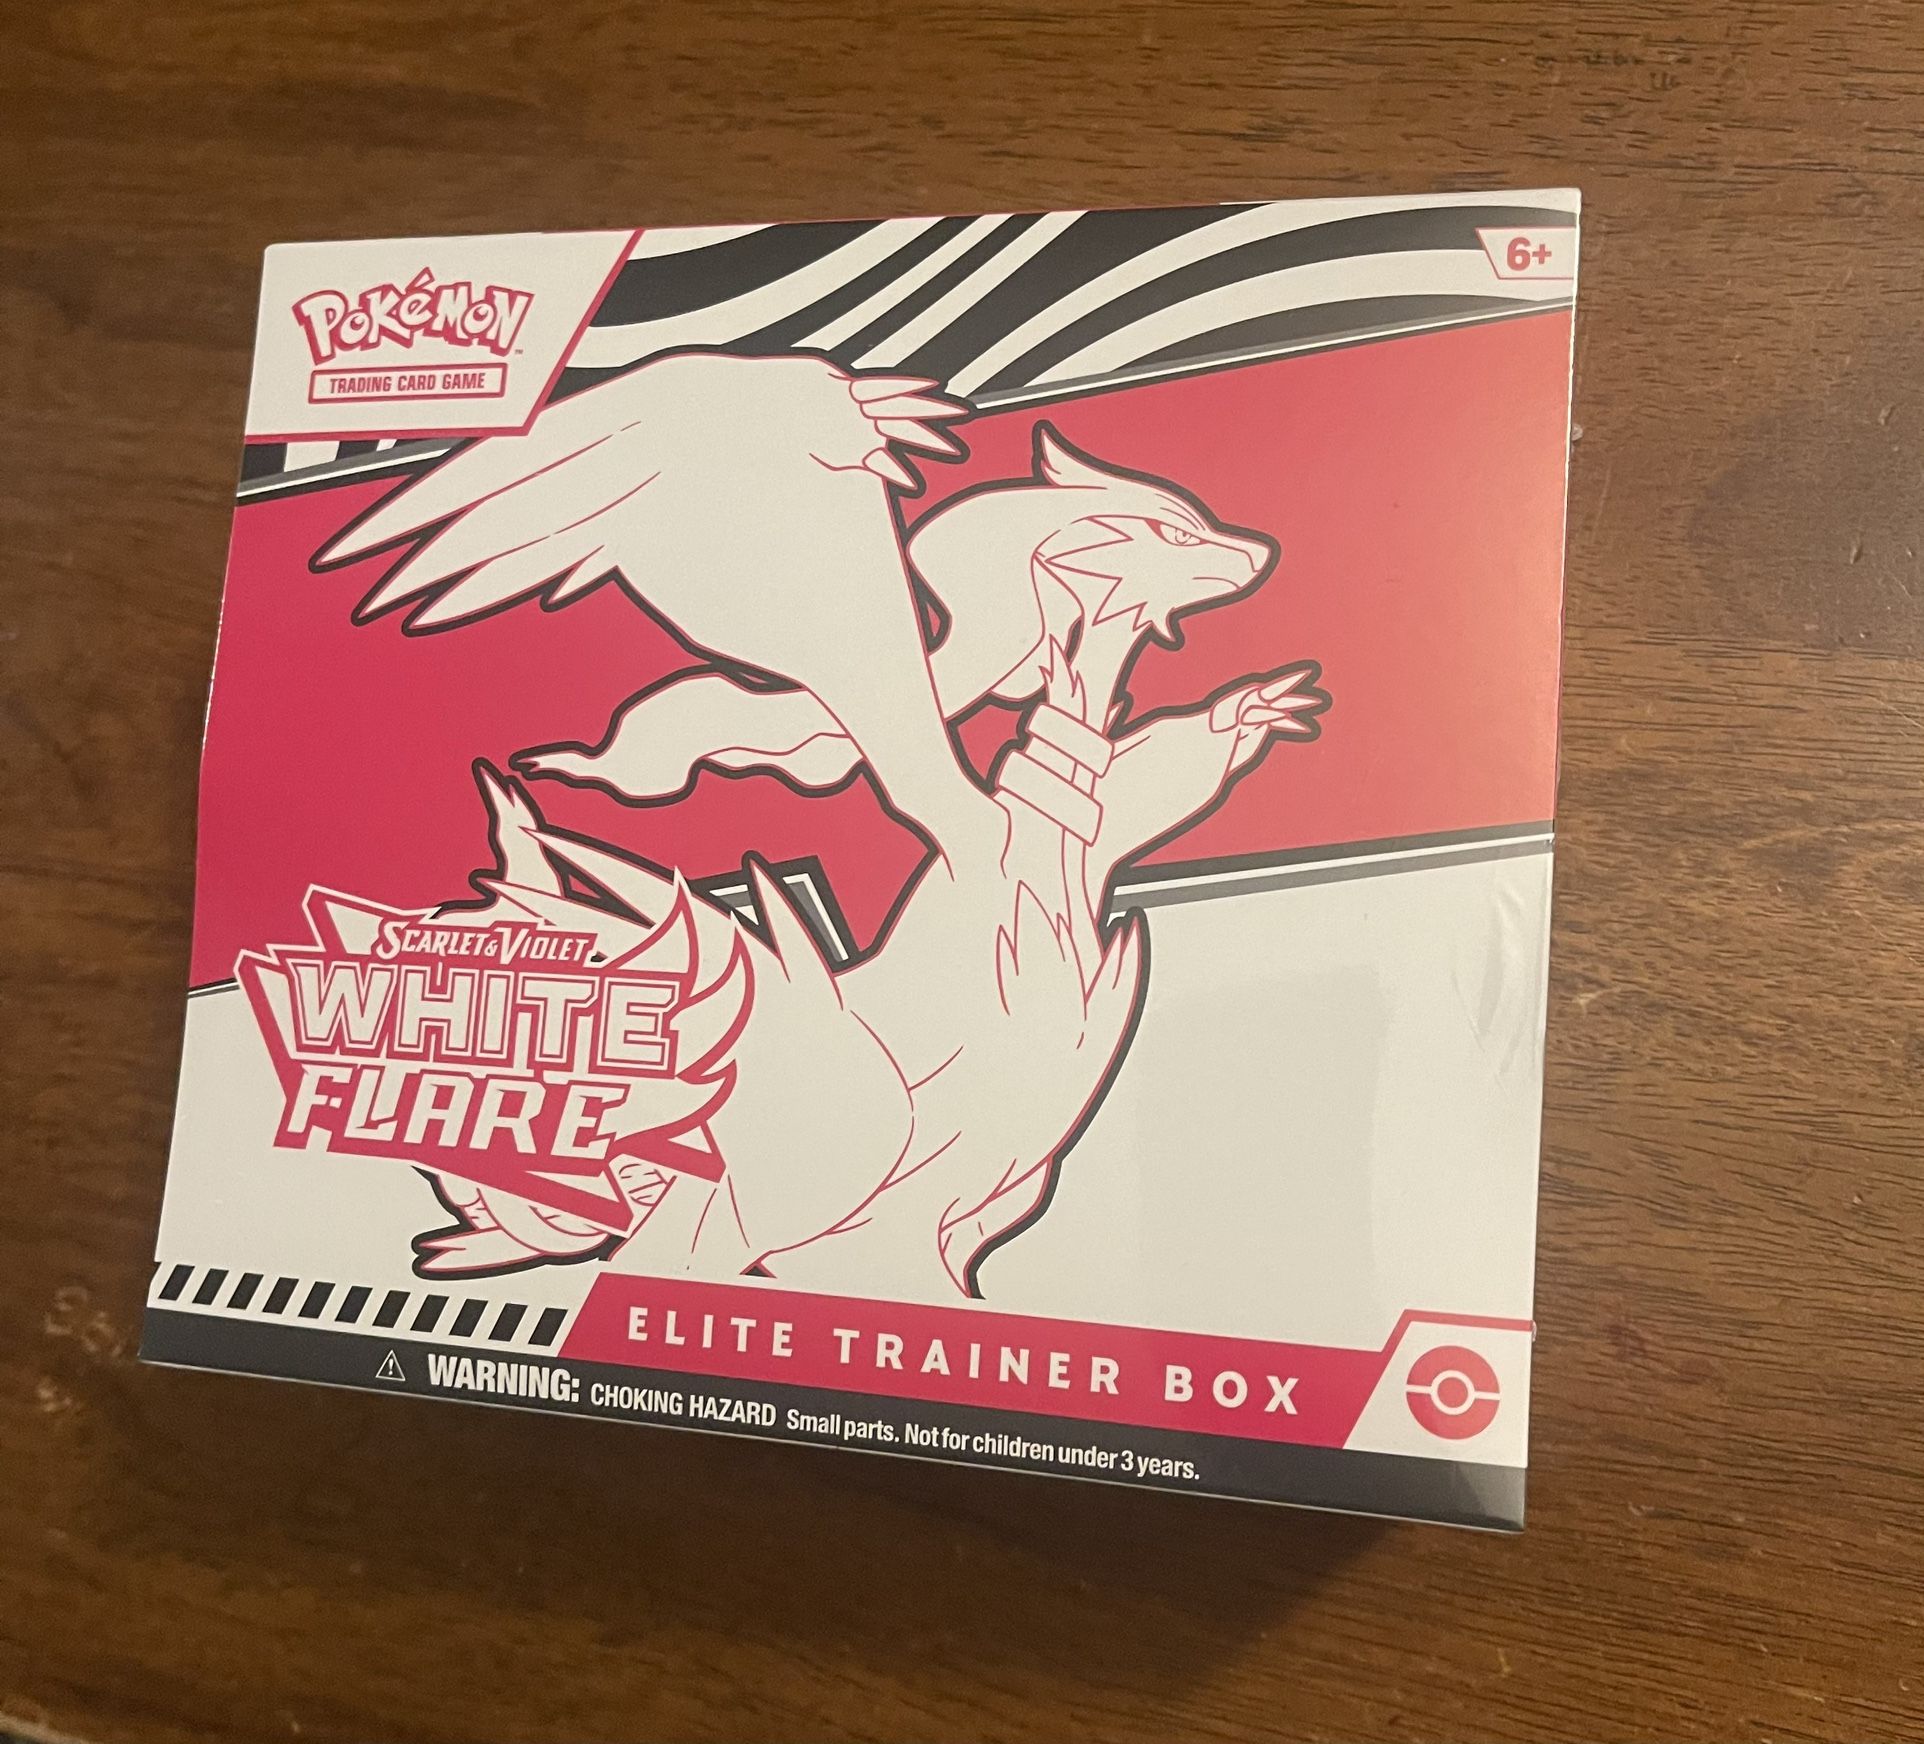 POKéMON™
TRADING CARD GAME
6+
SCARLET & VIOLET
WHITE
FLARE
ELITE TRAINER BOX
WARNING: CHOKING HAZARD Small parts. Not for children under 3 years.